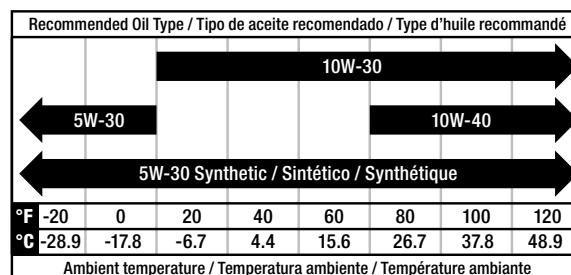 Recommended Oil Type / Tipo de aceite recomendado / Type d'huile recommandé
10W-30
5W-30 10W-40
5W-30 Synthetic / Sintético / Synthétique
°F -20 0 20 40 60 80 100 120
°C -28.9 -17.8 -6.7 4.4 15.6 26.7 37.8 48.9
Ambient temperature / Temperatura ambiente / Température ambiante